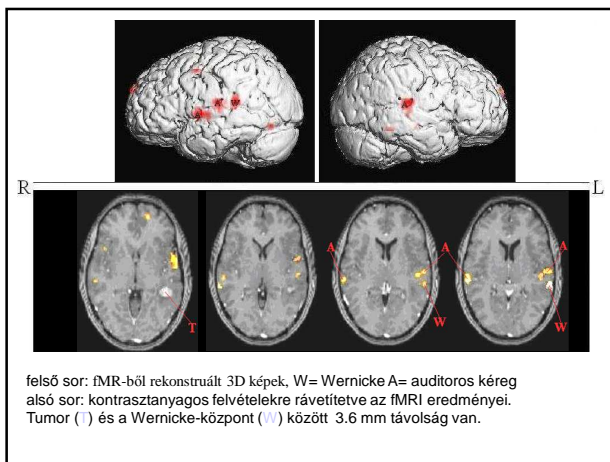 A W
A
R L
A A A
W W
T
felső sor: fMR-ből rekonstruált 3D képek, W= Wernicke A= auditoros kéreg
alsó sor: kontrasztanyagos felvételekre rávetítetve az fMRI eredményei.
Tumor (T) és a Wernicke-központ (W) között 3.6 mm távolság van.